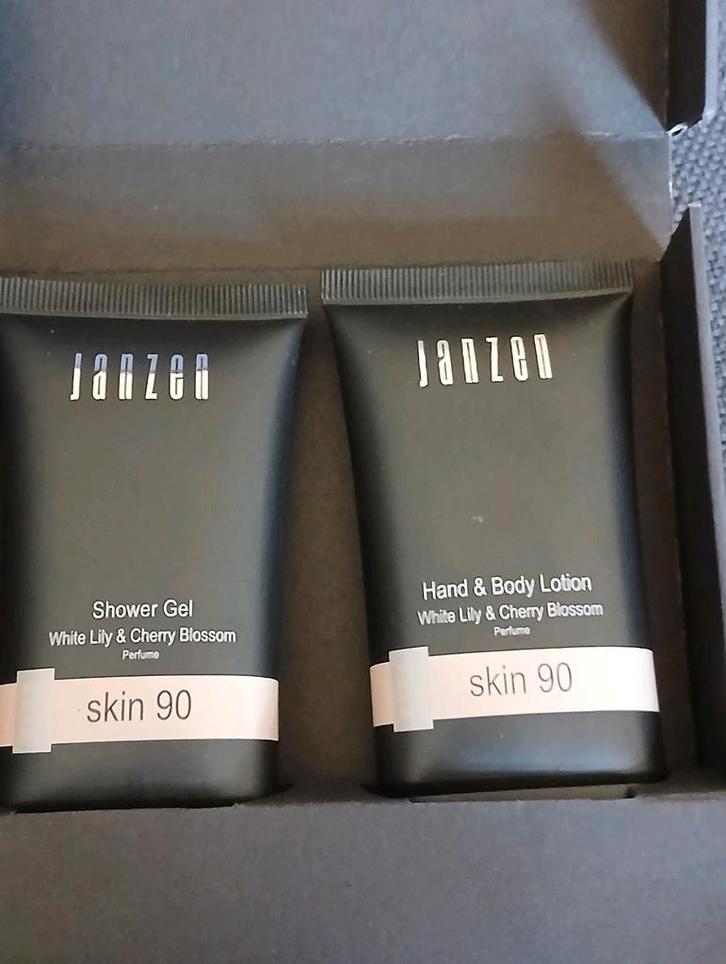 janzen
Shower Gel
White Lily & Cherry Blossom
Perfume
skin 90
janzen
Hand & Body Lotion
White Lily & Cherry Blossom
Perfume
skin 90